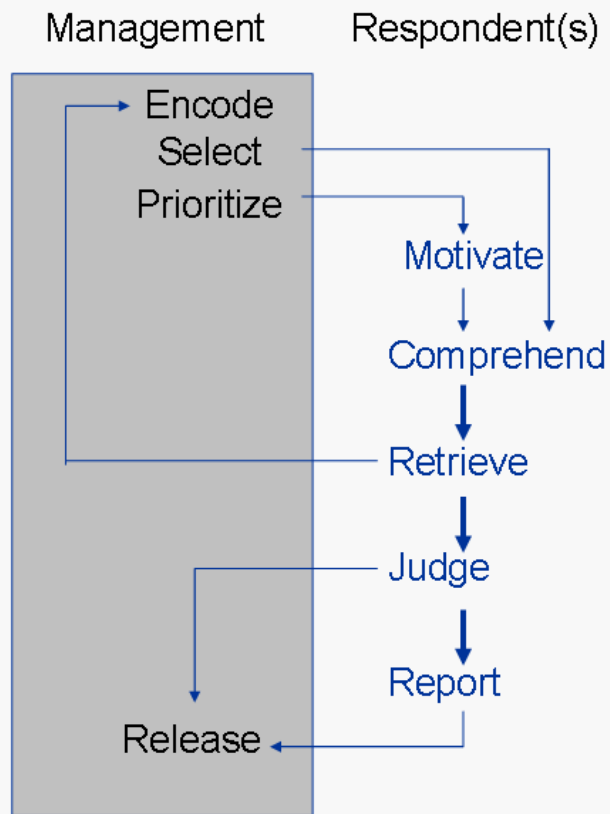 Management Respondent(s)
Encode
Select
Prioritize
Motivate
Comprehend
Retrieve
Judge
Report
Release